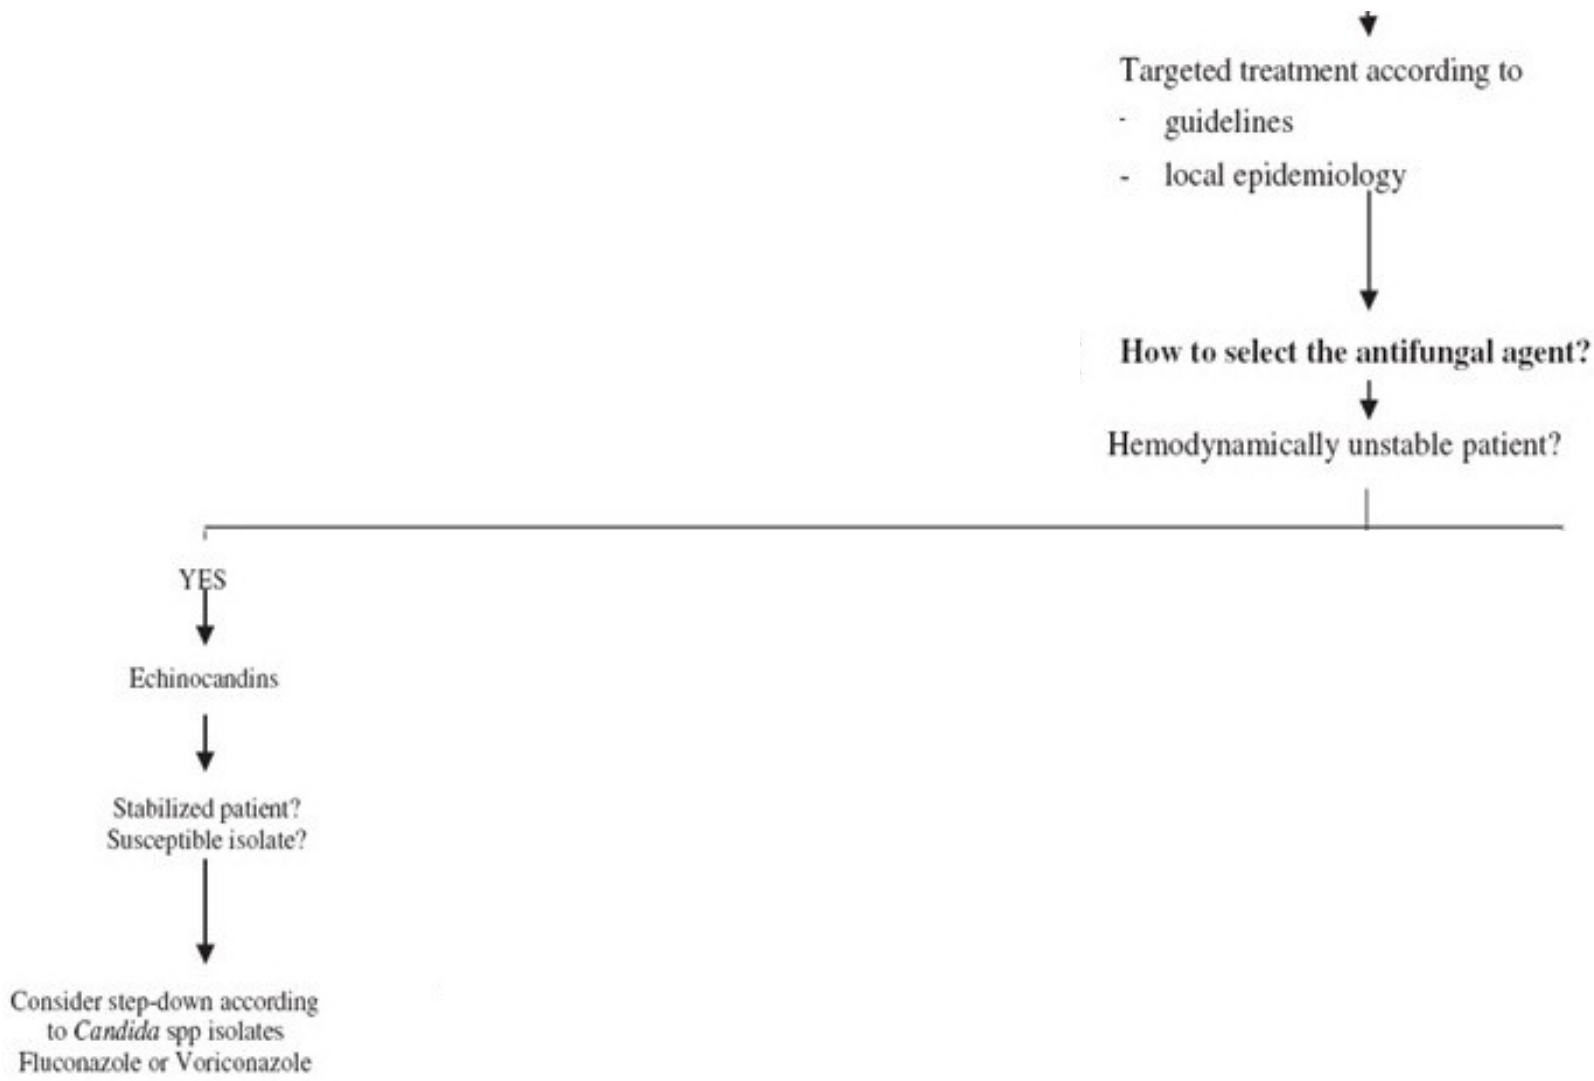 Targeted treatment according to
- guidelines
- local epidemiology
How to select the antifungal agent?
Hemodynamically unstable patient?
YES
Echinocandins
Stabilized patient?
Susceptible isolate?
Consider step-down according
to Candida spp isolates
Fluconazole or Voriconazole